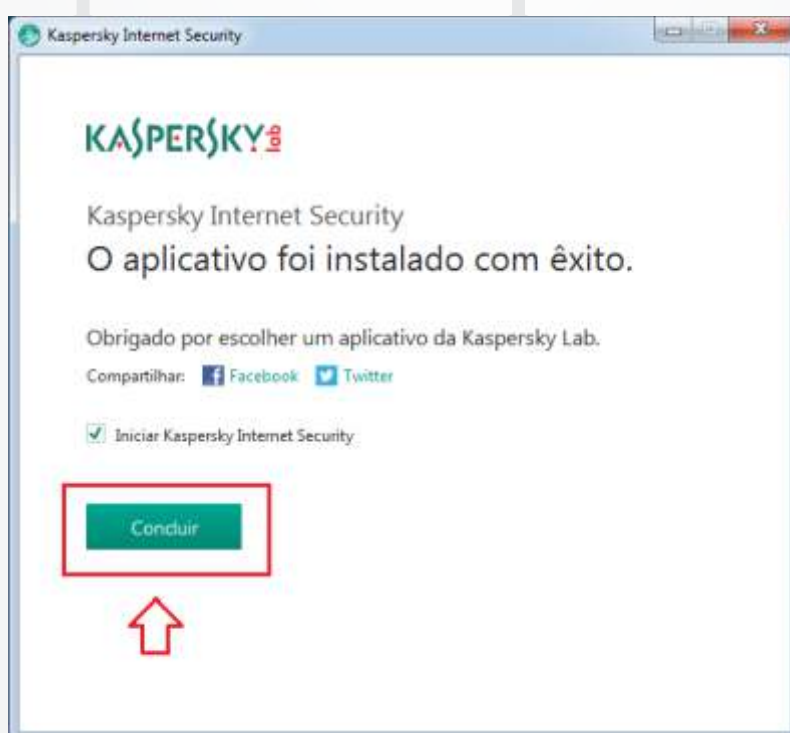 Kaspersky Internet Security
KASPERSKY lab
Kaspersky Internet Security
O aplicativo foi instalado com êxito.
Obrigado por escolher um aplicativo da Kaspersky Lab.
Compartilhar: Facebook Twitter
Iniciar Kaspersky Internet Security
Concluir